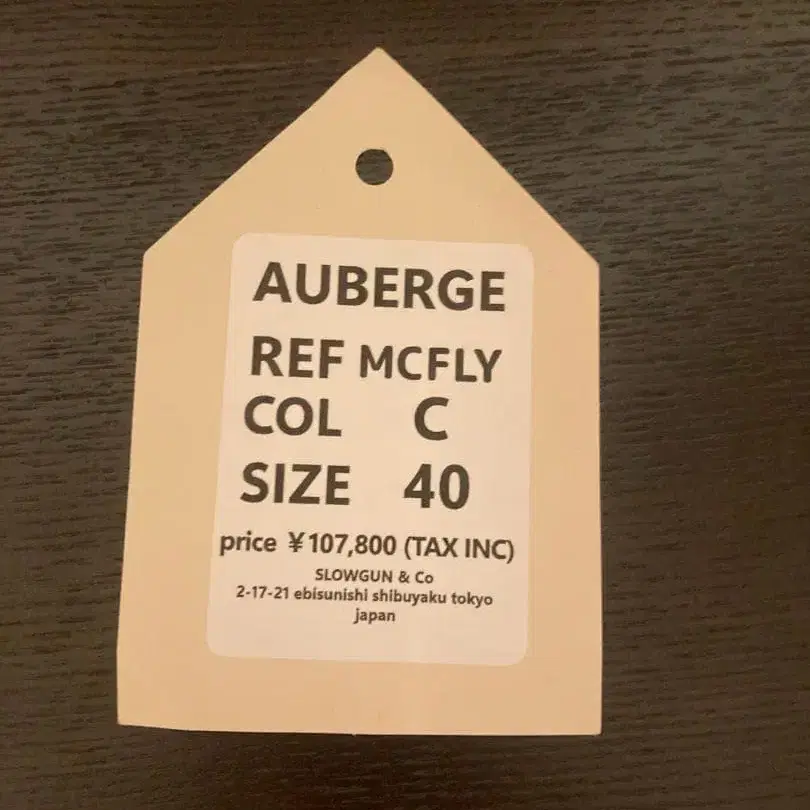 AUBERGE
REF MCFLY
COL C
SIZE 40
price ￥107,800 (TAX INC)
SLOWGUN & Co
2-17-21 ebisunishi shibuyaku tokyo
japan